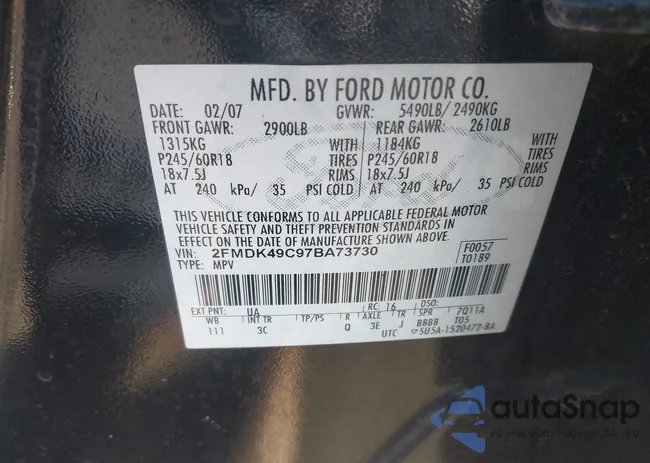 MFD. BY FORD MOTOR CO.
DATE: 02/07 GVWR: 5490LB/ 2490KG
FRONT GAWR: 2900LB REAR GAWR: 2610LB
1315KG WITH 1184KG WITH
P245/60R18 TIRES P245/60R18 TIRES
18x7.5J RIMS 18x7.5J RIMS
AT 240 kPa/ 35 PSI COLD AT 240 kPa/ 35 PSI COLD
THIS VEHICLE CONFORMS TO ALL APPLICABLE FEDERAL MOTOR
VEHICLE SAFETY AND THEFT PREVENTION STANDARDS IN
EFFECT ON THE DATE OF MANUFACTURE SHOWN ABOVE.
VIN: 2FMDK49C97BA73730 F0057
TYPE: MPV T0189
EXT PNT: UA RC: 16 DSO:
WB INT TR TP/PS R AXLE TR SPR 7Q11A
111 3C Q 3E J BBBB T05
UTC 5U5A-1520472-BA
autoSnap